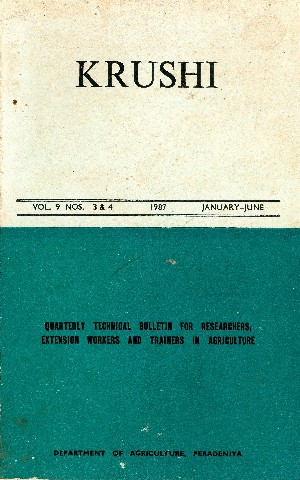 KRUSHI
VOL. 9 NOS. 3 & 4 1987 JANUARY-JUNE
QUARTERLY TECHNICAL BULLETIN FOR RESEARCHERS,
EXTENSION WORKERS AND TRAINERS IN AGRICULTURE
DEPARTMENT OF AGRICULTURE, PERADENIYA